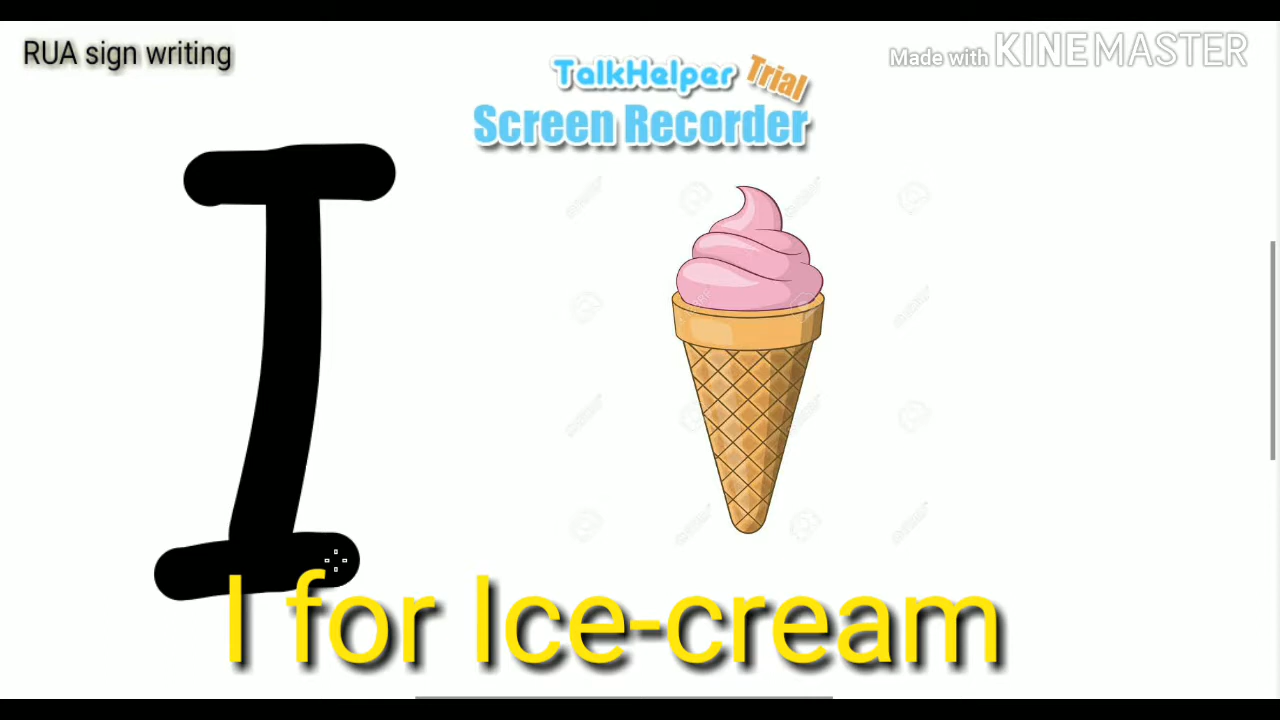 RUA sign writing
Made with KINEMASTER
TalkHelper Trial
Screen Recorder
I
I for Ice-cream